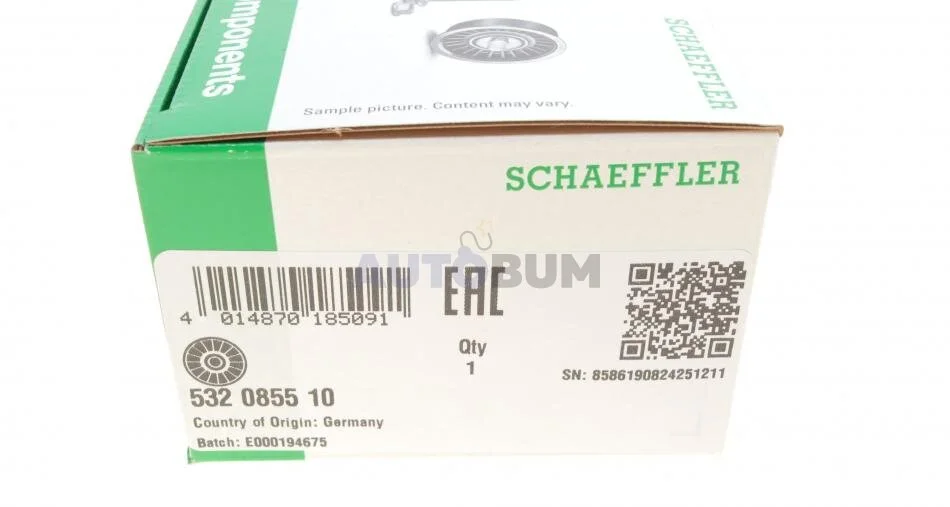 mponents
Sample picture. Content may vary.
SCHAEFFLER
SCHAEFFLER
AUTOBUM
EAC
4 014870 185091
Qty
1
SN: 8586190824251211
532 0855 10
Country of Origin: Germany
Batch: E000194675